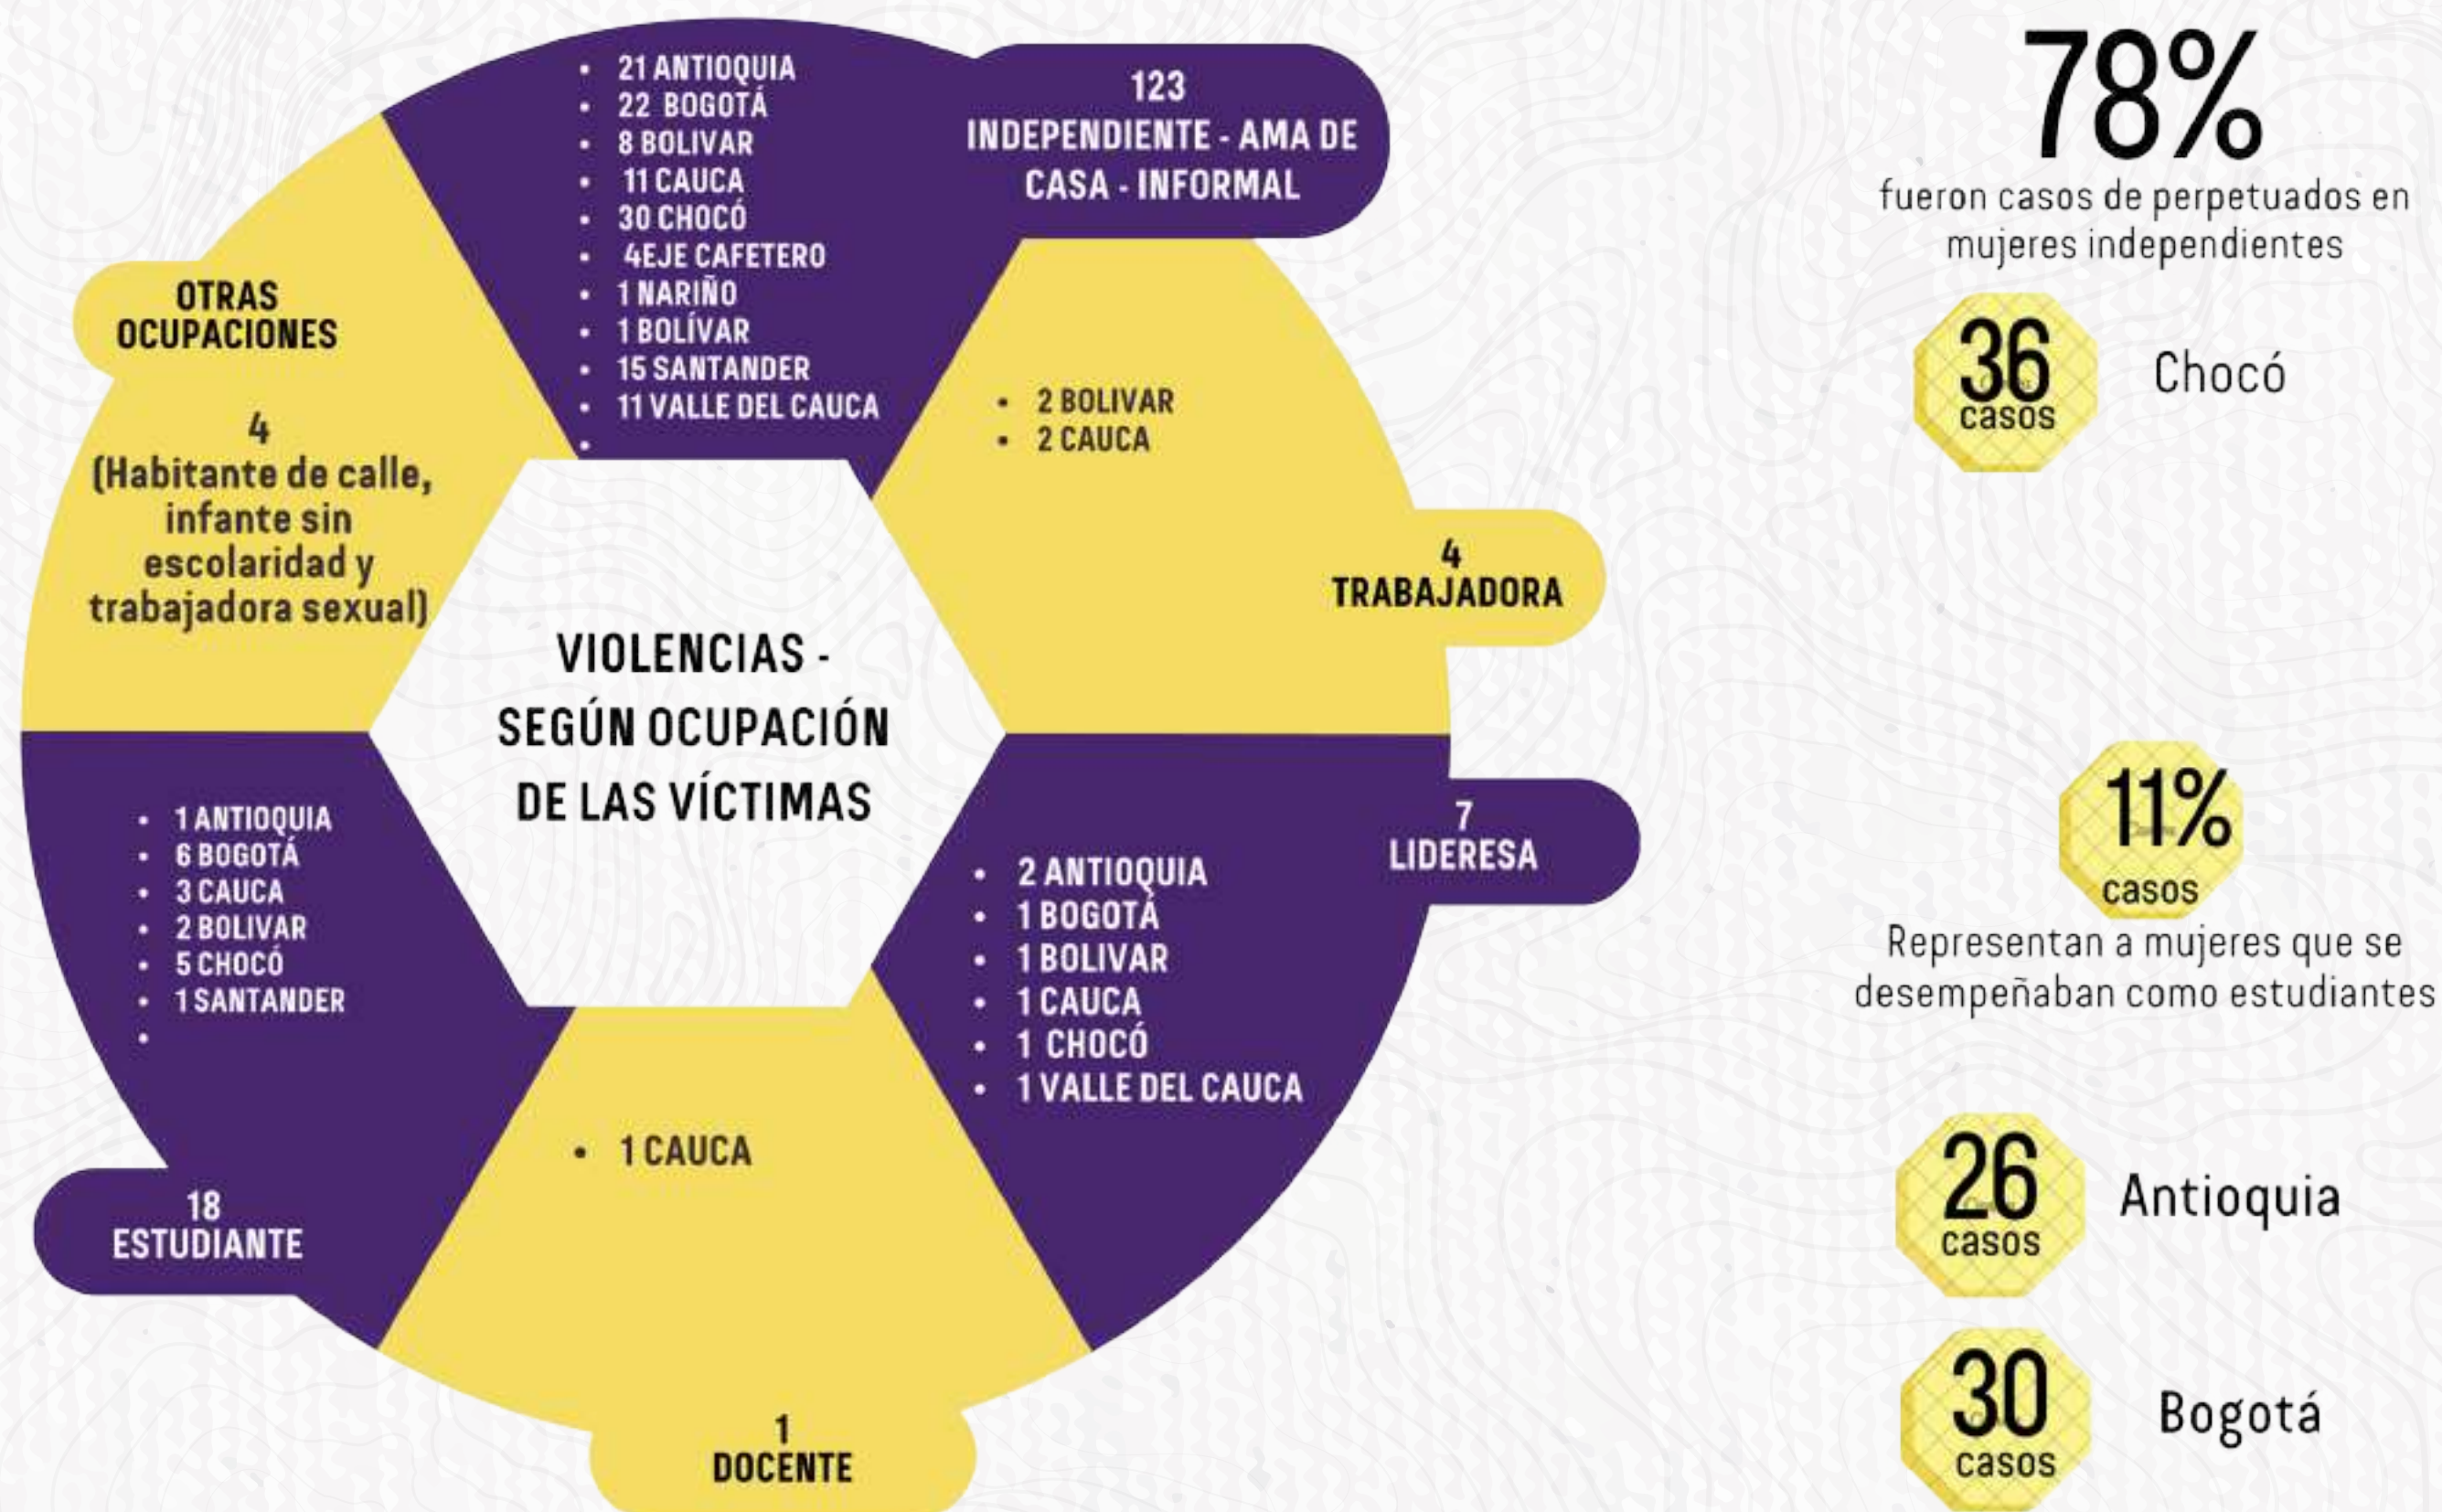 • 21 ANTIOQUIA
• 22 BOGOTÁ
• 8 BOLIVAR
• 11 CAUCA
• 30 CHOCÓ
• 4EJE CAFETERO
• 1 NARIÑO
• 1 BOLÍVAR
• 15 SANTANDER
• 11 VALLE DEL CAUCA
•
123
INDEPENDIENTE - AMA DE
CASA - INFORMAL
• 2 BOLIVAR
• 2 CAUCA
4
TRABAJADORA
7
LIDERESA
• 2 ANTIOQUIA
• 1 BOGOTÁ
• 1 BOLIVAR
• 1 CAUCA
• 1 CHOCÓ
• 1 VALLE DEL CAUCA
• 1 CAUCA
1
DOCENTE
• 1 ANTIOQUIA
• 6 BOGOTÁ
• 3 CAUCA
• 2 BOLIVAR
• 5 CHOCÓ
• 1 SANTANDER
•
18
ESTUDIANTE
OTRAS
OCUPACIONES
4
(Habitante de calle,
infante sin
escolaridad y
trabajadora sexual)
VIOLENCIAS -
SEGÚN OCUPACIÓN
DE LAS VÍCTIMAS
78%
fueron casos de perpetuados en
mujeres independientes
36
casos
Chocó
11%
casos
Representan a mujeres que se
desempeñaban como estudiantes
26
casos
Antioquia
30
casos
Bogotá